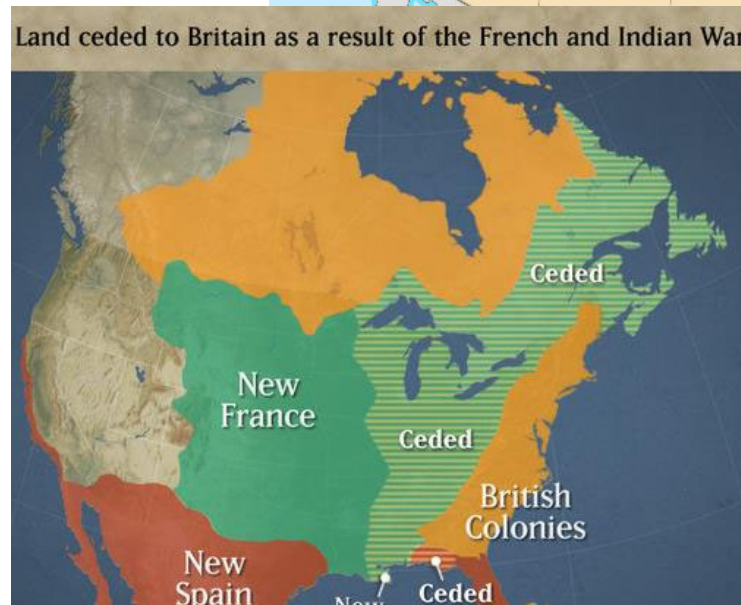 Land ceded to Britain as a result of the French and Indian War
Ceded
New
France
Ceded
British
Colonies
New
Spain
New
Ceded